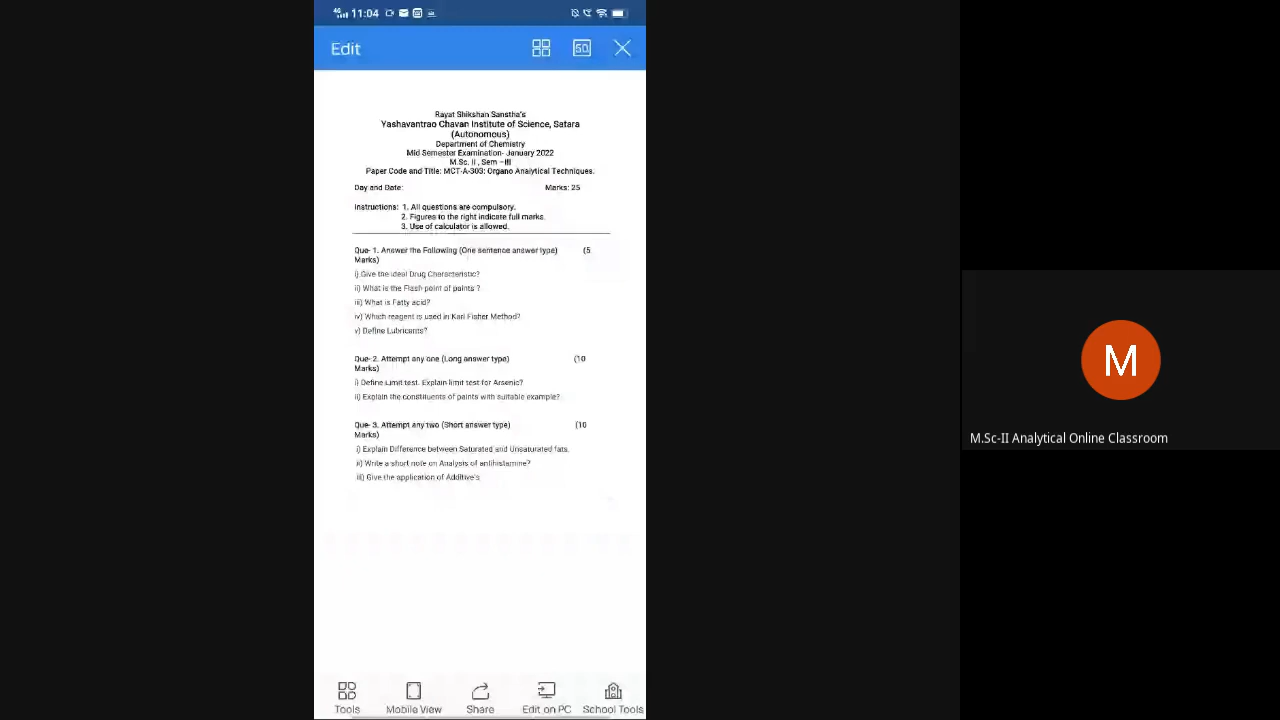 4G 11:04
Edit
Rayat Shikshan Sanstha's
Yashavantrao Chavan Institute of Science, Satara
(Autonomous)
Department of Chemistry
Mid Semester Examination- January 2022
M.Sc. II , Sem –III
Paper Code and Title: MCT-A-303: Organo Analytical Techniques.
Day and Date: Marks: 25
Instructions: 1. All questions are compulsory.
2. Figures to the right indicate full marks.
3. Use of calculator is allowed.
Que- 1. Answer the Following (One sentence answer type) (5
Marks)
i) Give the ideal Drug Characteristic?
ii) What is the Flash point of paints ?
iii) What is Fatty acid?
iv) Which reagent is used in Karl Fisher Method?
v) Define Lubricants?
Que- 2. Attempt any one (Long answer type) (10
Marks)
i) Define Limit test. Explain limit test for Arsenic?
ii) Explain the constituents of paints with suitable example?
Que- 3. Attempt any two (Short answer type) (10
Marks)
i) Explain Difference between Saturated and Unsaturated fats.
ii) Write a short note on Analysis of antihistamine?
iii) Give the application of Additive's
Tools Mobile View Share Edit on PC School Tools
M
M.Sc-II Analytical Online Classroom